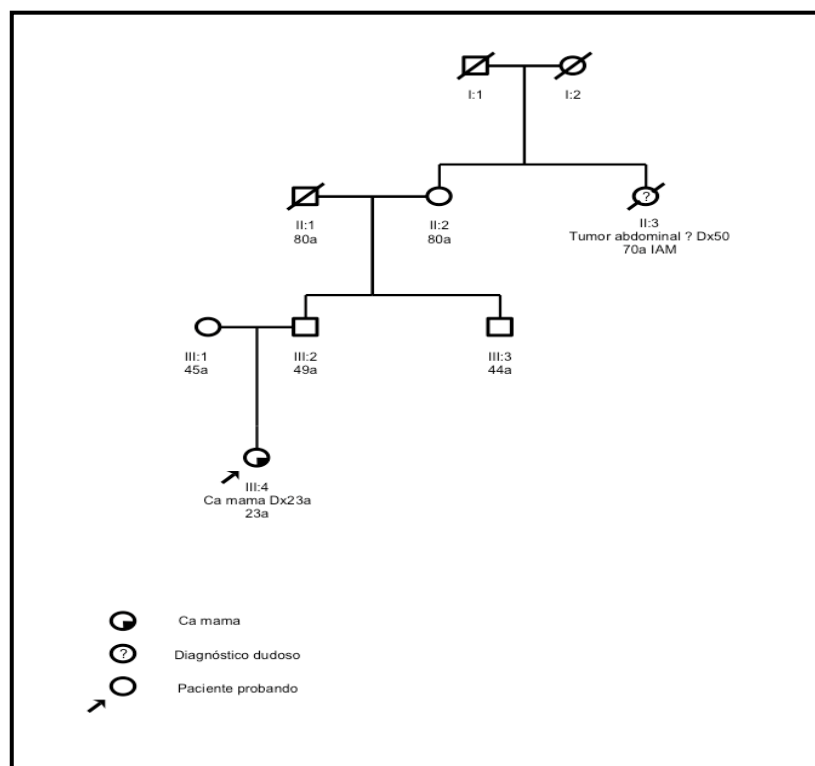 I:1 I:2
?
II:1 II:2 II:3
80a 80a Tumor abdominal ? Dx50
70a IAM
III:1 III:2 III:3
45a 49a 44a
III:4
Ca mama Dx23a
23a
Ca mama
? Diagnóstico dudoso
Paciente probando